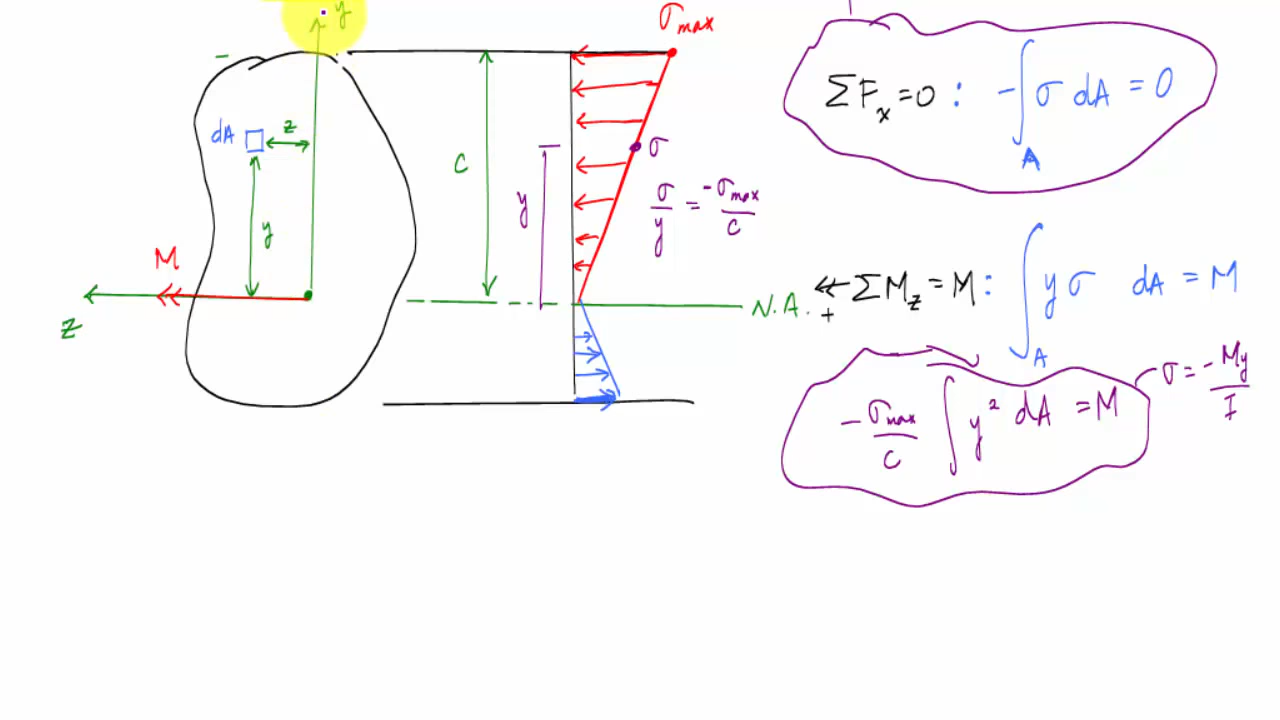 y
σmax
ΣFx = 0 : -∫A σ dA = 0
dA
z
σ
c
y
y
σ/y = -σmax/c
M
ΣMz = M : ∫A y σ dA = M
+
z
N.A.
σ = -My/I
-σmax/c ∫ y² dA = M